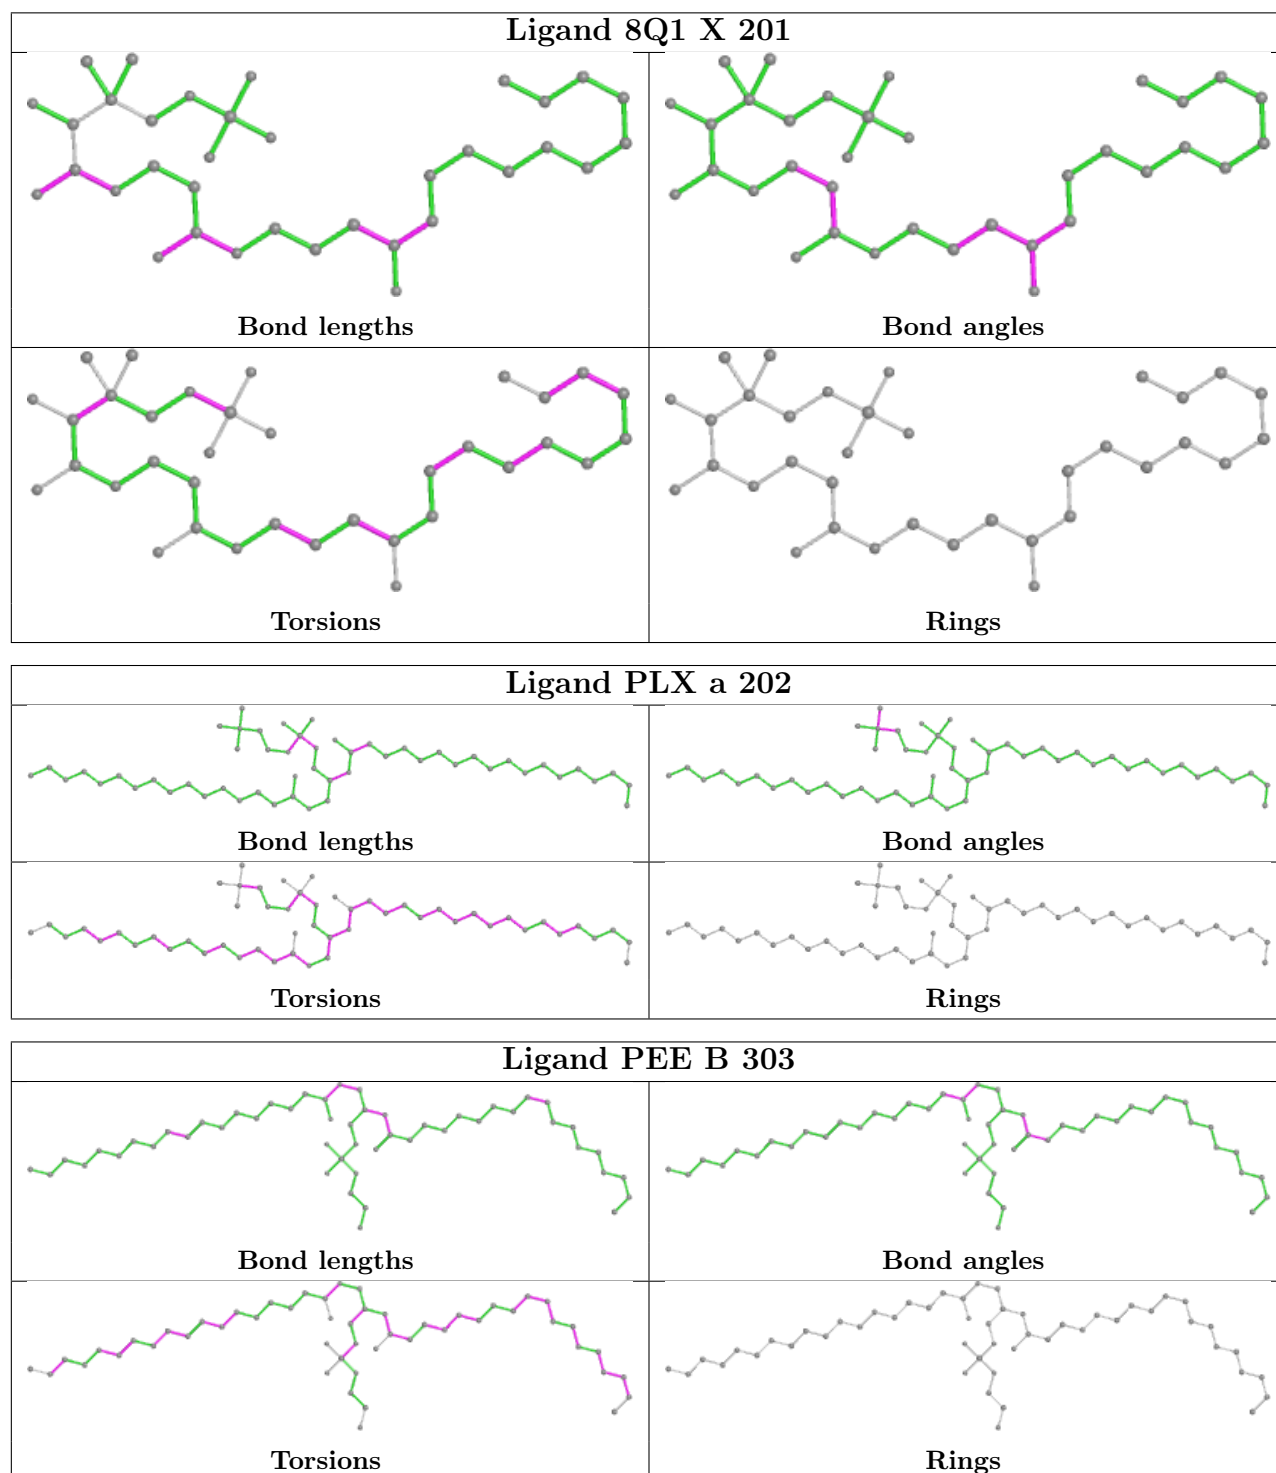 Ligand 8Q1 X 201
Bond lengths
Bond angles
Torsions
Rings
Ligand PLX a 202
Bond lengths
Bond angles
Torsions
Rings
Ligand PEE B 303
Bond lengths
Bond angles
Torsions
Rings